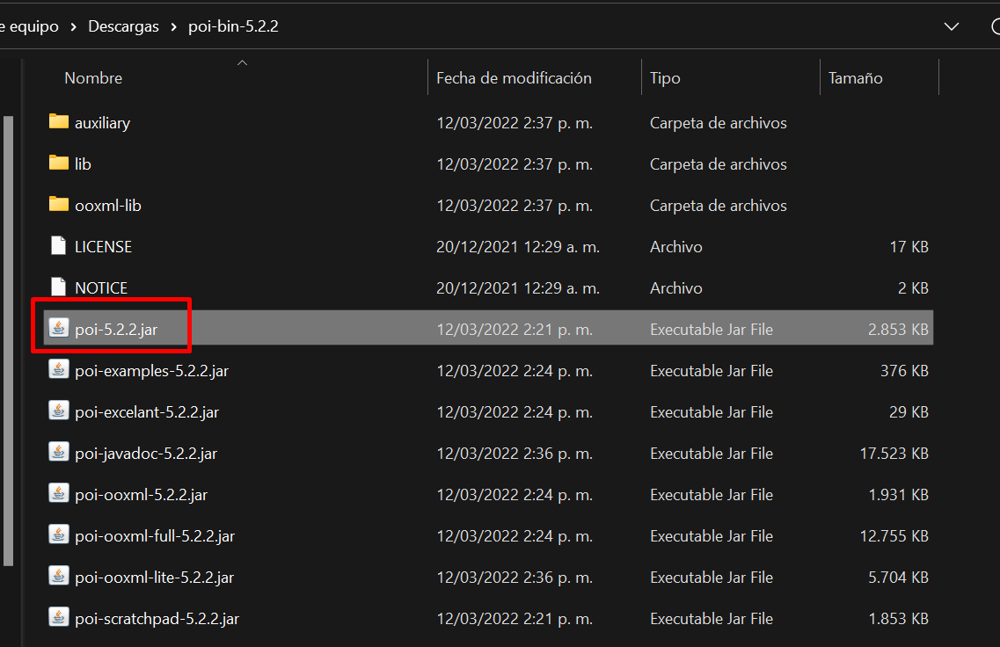 e equipo > Descargas > poi-bin-5.2.2
Nombre Fecha de modificación Tipo Tamaño
auxiliary 12/03/2022 2:37 p. m. Carpeta de archivos
lib 12/03/2022 2:37 p. m. Carpeta de archivos
ooxml-lib 12/03/2022 2:37 p. m. Carpeta de archivos
LICENSE 20/12/2021 12:29 a. m. Archivo 17 KB
NOTICE 20/12/2021 12:29 a. m. Archivo 2 KB
poi-5.2.2.jar 12/03/2022 2:21 p. m. Executable Jar File 2.853 KB
poi-examples-5.2.2.jar 12/03/2022 2:24 p. m. Executable Jar File 376 KB
poi-excelant-5.2.2.jar 12/03/2022 2:24 p. m. Executable Jar File 29 KB
poi-javadoc-5.2.2.jar 12/03/2022 2:36 p. m. Executable Jar File 17.523 KB
poi-ooxml-5.2.2.jar 12/03/2022 2:24 p. m. Executable Jar File 1.931 KB
poi-ooxml-full-5.2.2.jar 12/03/2022 2:24 p. m. Executable Jar File 12.755 KB
poi-ooxml-lite-5.2.2.jar 12/03/2022 2:36 p. m. Executable Jar File 5.704 KB
poi-scratchpad-5.2.2.jar 12/03/2022 2:21 p. m. Executable Jar File 1.853 KB